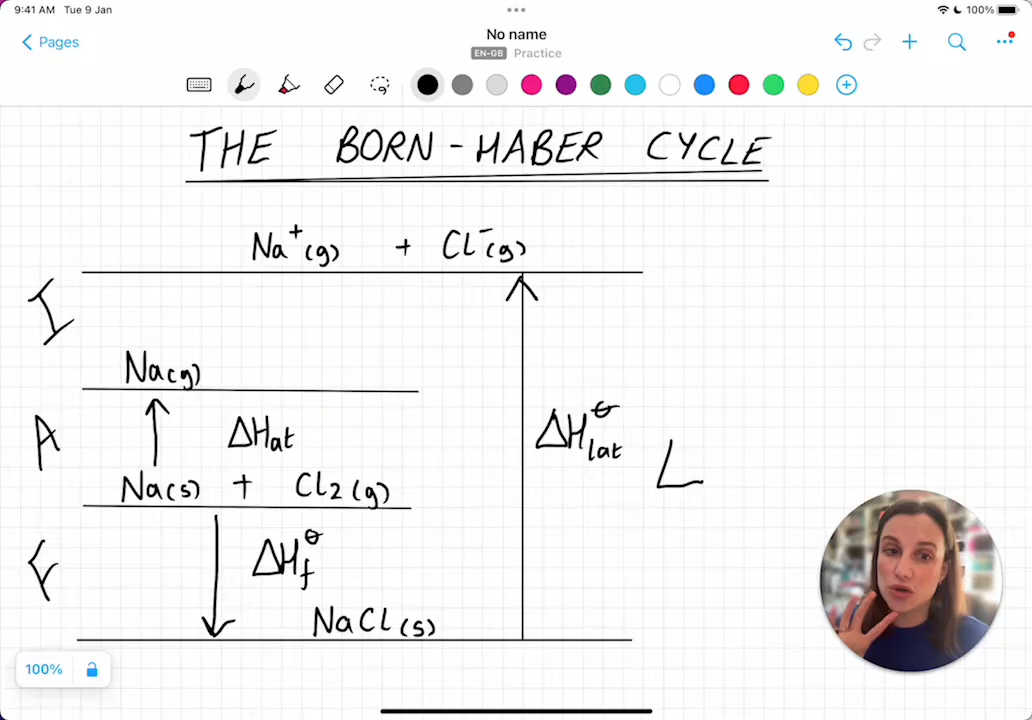 9:41 AM Tue 9 Jan
100%
Pages
No name
EN-GB Practice
THE BORN-HABER CYCLE
Na⁺(g) + Cl⁻(g)
I
Na(g)
A
ΔHat
ΔH⦵lat
L
Na(s) + Cl2(g)
F
ΔH⦵f
NaCl(s)
100%